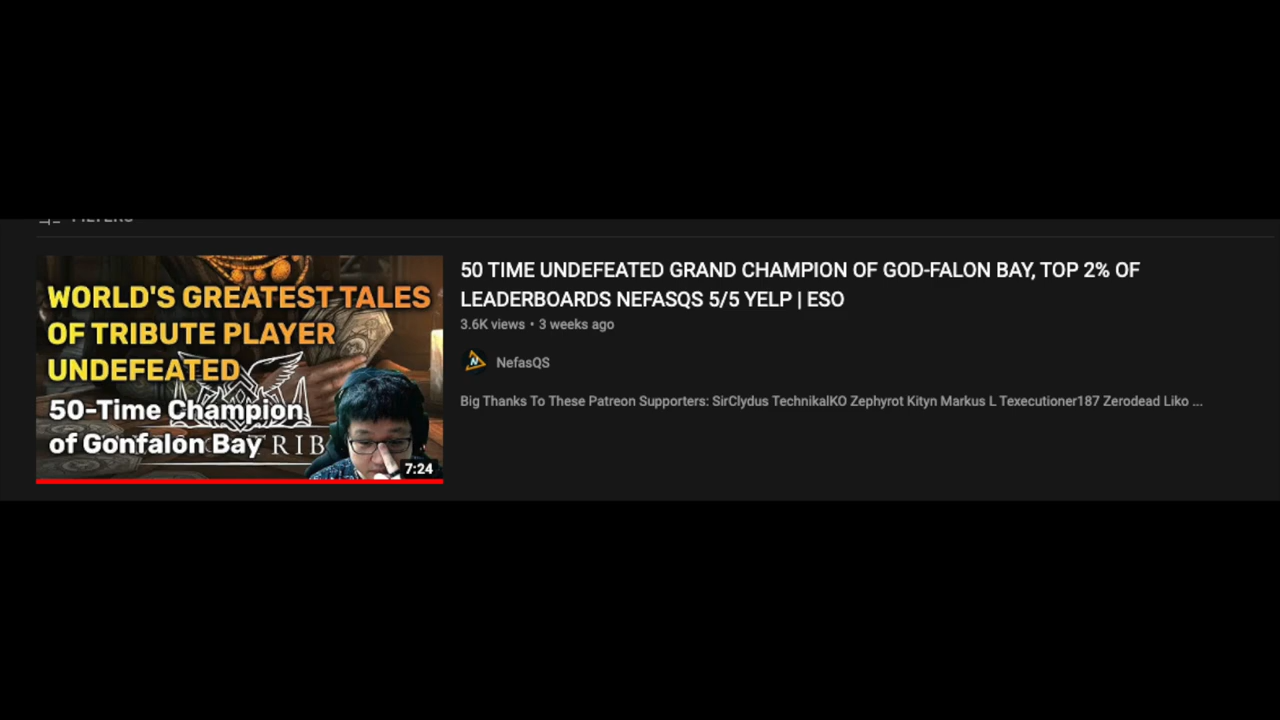 FILTERS
WORLD'S GREATEST TALES
OF TRIBUTE PLAYER
UNDEFEATED
50-Time Champion
of Gonfalon Bay
TRIB
7:24
50 TIME UNDEFEATED GRAND CHAMPION OF GOD-FALON BAY, TOP 2% OF
LEADERBOARDS NEFASQS 5/5 YELP | ESO
3.6K views • 3 weeks ago
N
NefasQS
Big Thanks To These Patreon Supporters: SirClydus TechnikalKO Zephyrot Kityn Markus L Texecutioner187 Zerodead Liko ...